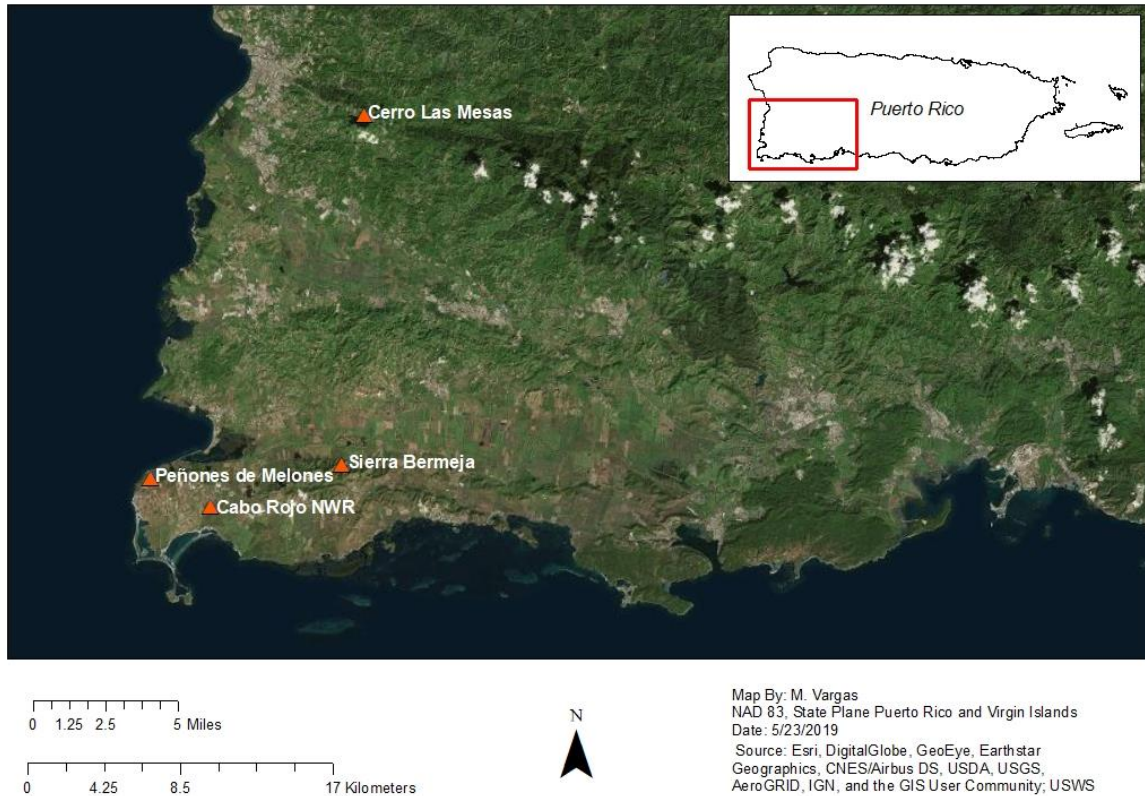 Puerto Rico
Cerro Las Mesas
Sierra Bermeja
Peñones de Melones
Cabo Rojo NWR
0 1.25 2.5 5 Miles
0 4.25 8.5 17 Kilometers
N
Map By: M. Vargas
NAD 83, State Plane Puerto Rico and Virgin Islands
Date: 5/23/2019
Source: Esri, DigitalGlobe, GeoEye, Earthstar
Geographics, CNES/Airbus DS, USDA, USGS,
AeroGRID, IGN, and the GIS User Community; USWS